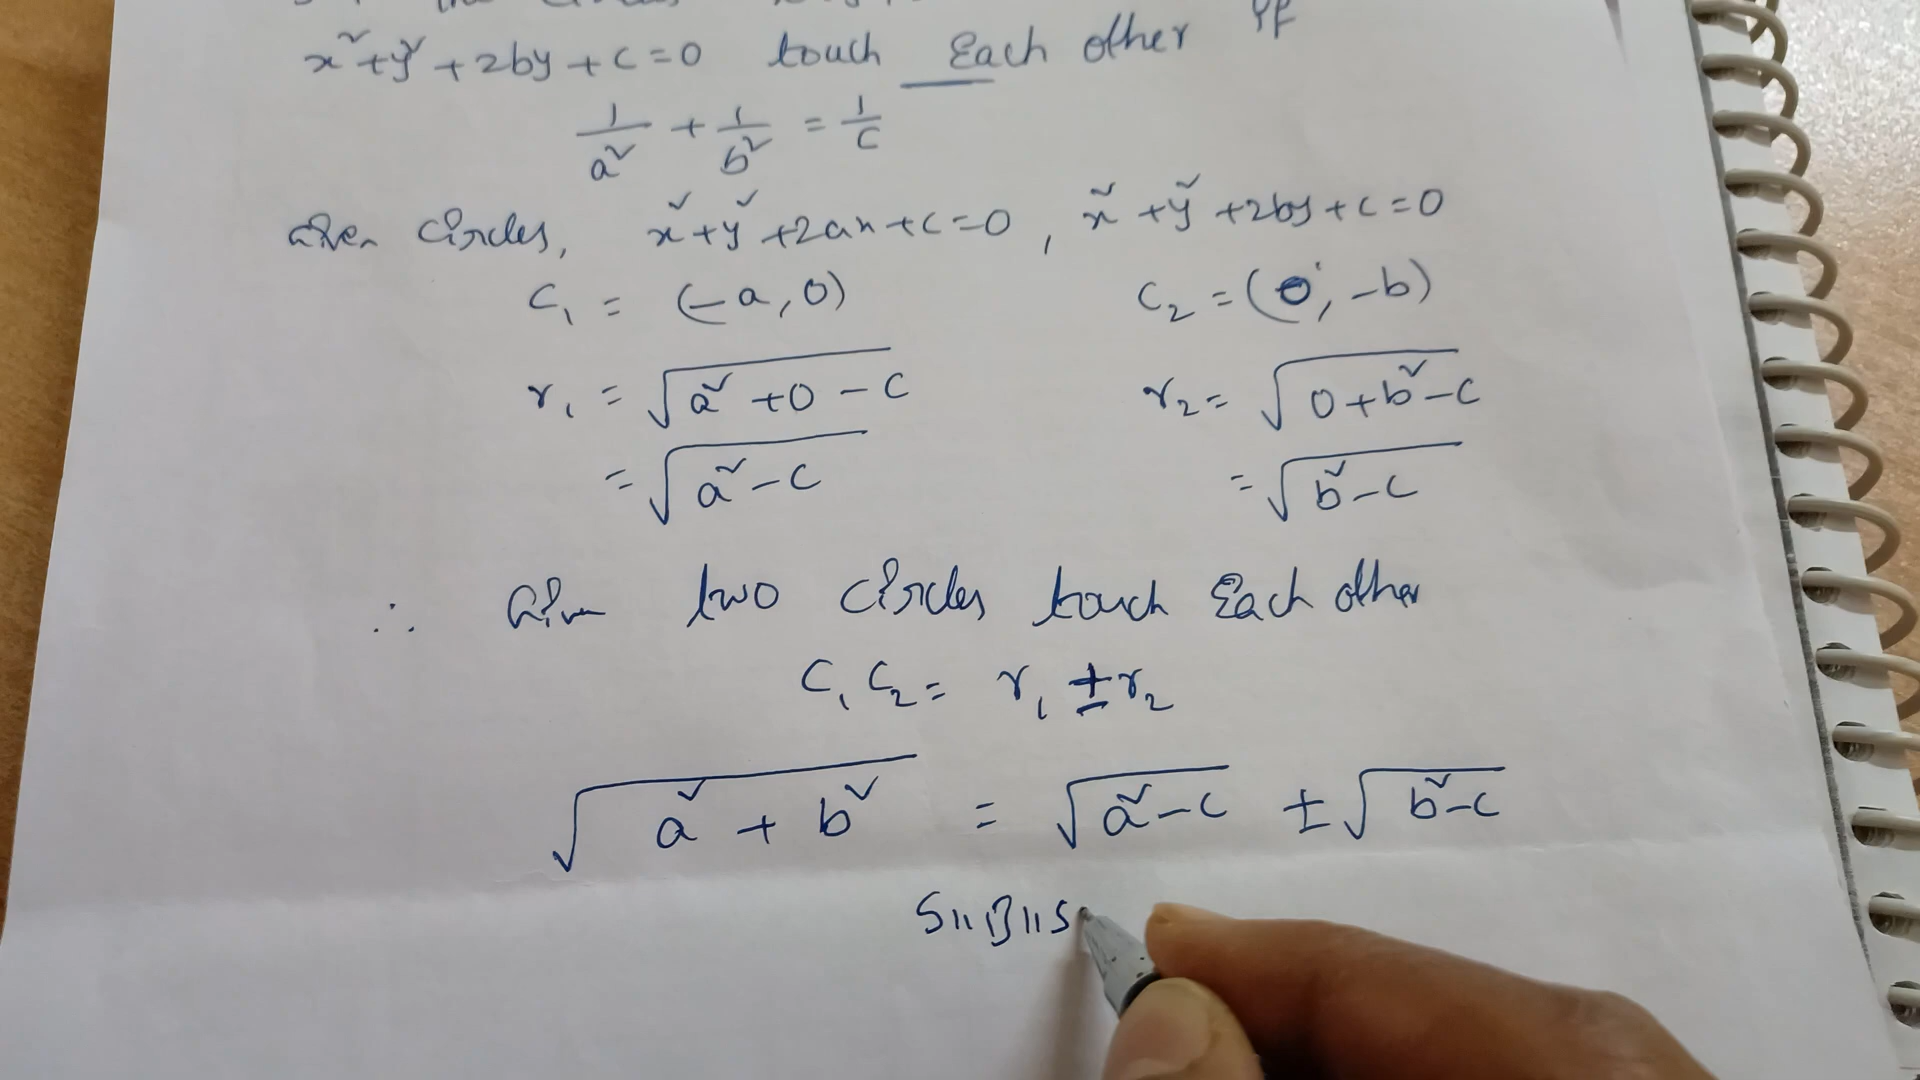 x² + y² + 2by + c = 0 touch Each other if
1/a² + 1/b² = 1/c
Given circles, x² + y² + 2ax + c = 0, x² + y² + 2by + c = 0
C₁ = (-a, 0) C₂ = (0, -b)
r₁ = √(a² + 0 - c) r₂ = √(0 + b² - c)
= √(a² - c) = √(b² - c)
∴ Given two circles touch Each other
C₁C₂ = r₁ ± r₂
√(a² + b²) = √(a² - c) ± √(b² - c)
S॥B॥S